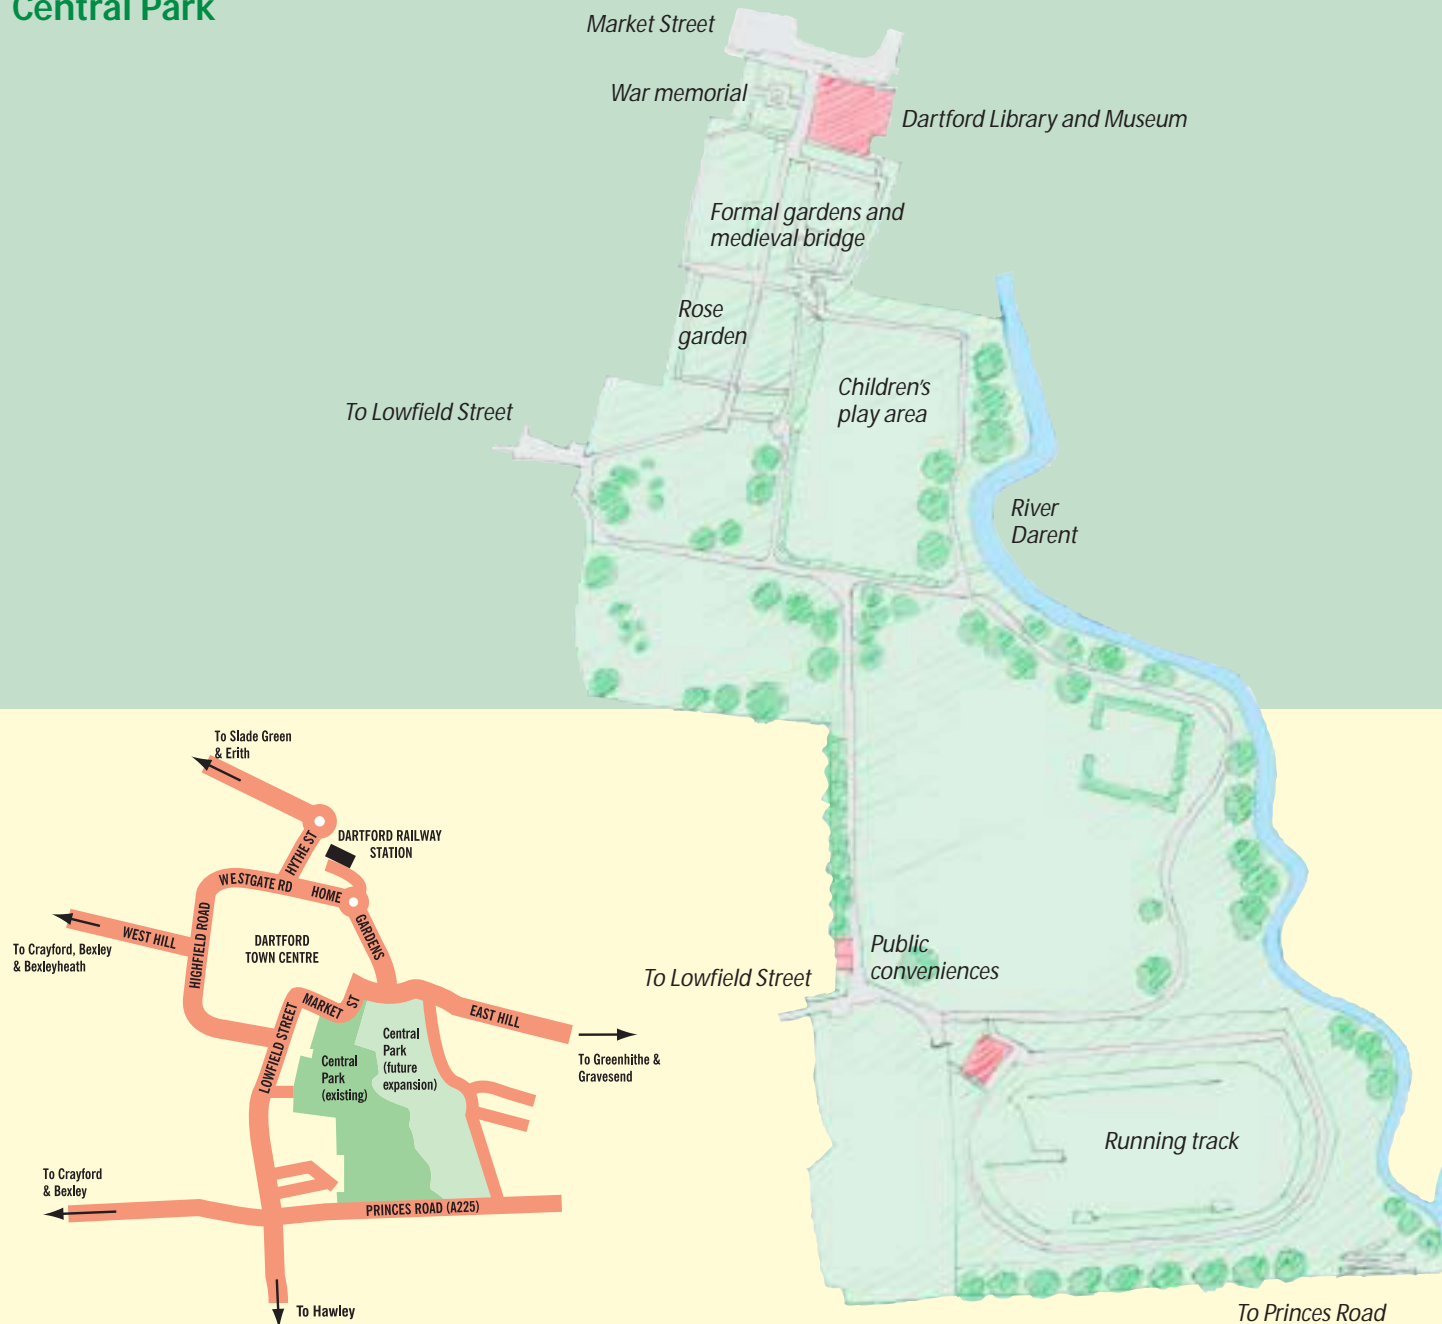 Central Park
Market Street
War memorial
Dartford Library and Museum
Formal gardens and
medieval bridge
Rose
garden
Children's
play area
To Lowfield Street
River
Darent
Public
conveniences
To Lowfield Street
Running track
To Princes Road
To Slade Green
& Erith
HYTHE ST
DARTFORD RAILWAY
STATION
WESTGATE RD
HOME
GARDENS
HIGHFIELD ROAD
WEST HILL
To Crayford, Bexley
& Bexleyheath
DARTFORD
TOWN CENTRE
MARKET
ST
LOWFIELD STREET
EAST HILL
To Greenhithe &
Gravesend
Central
Park
(existing)
Central
Park
(future
expansion)
To Crayford
& Bexley
PRINCES ROAD (A225)
To Hawley